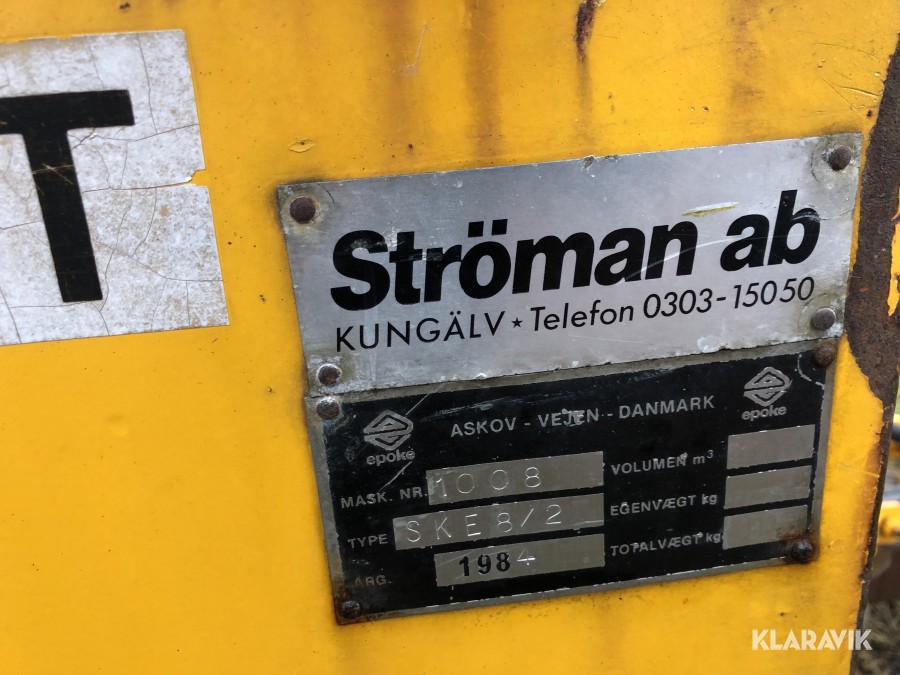 T
Ströman ab
KUNGÄLV ★ Telefon 0303-15050
ASKOV - VEJEN - DANMARK
epoke
epoke
MASK. NR. 1008
VOLUMEN m³
TYPE SKE8/2
EGENVÆGT kg
ÅRG. 1984
TOTALVÆGT kg
KLARAVIK